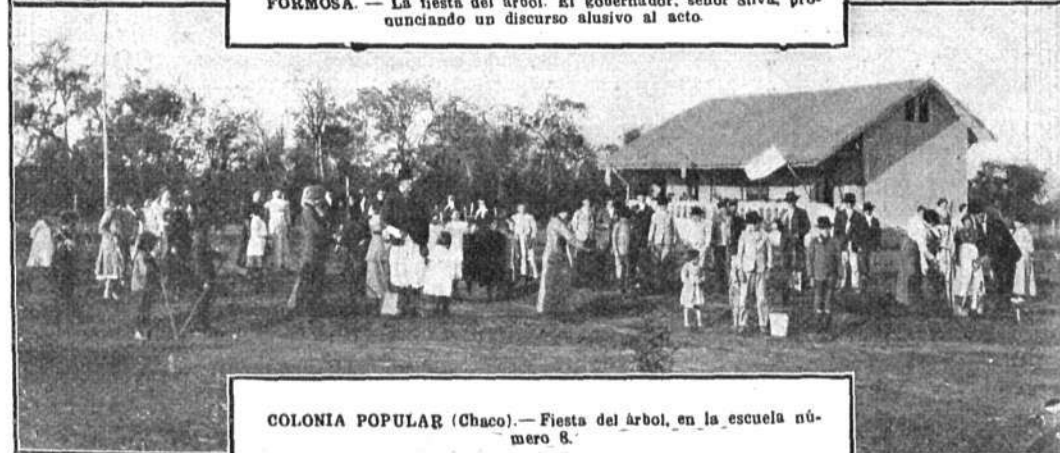 FORMOSA. — La fiesta del árbol. El gobernador, señor Silva, pro-
nunciando un discurso alusivo al acto.
COLONIA POPULAR (Chaco).— Fiesta del árbol, en la escuela nú-
mero 8.